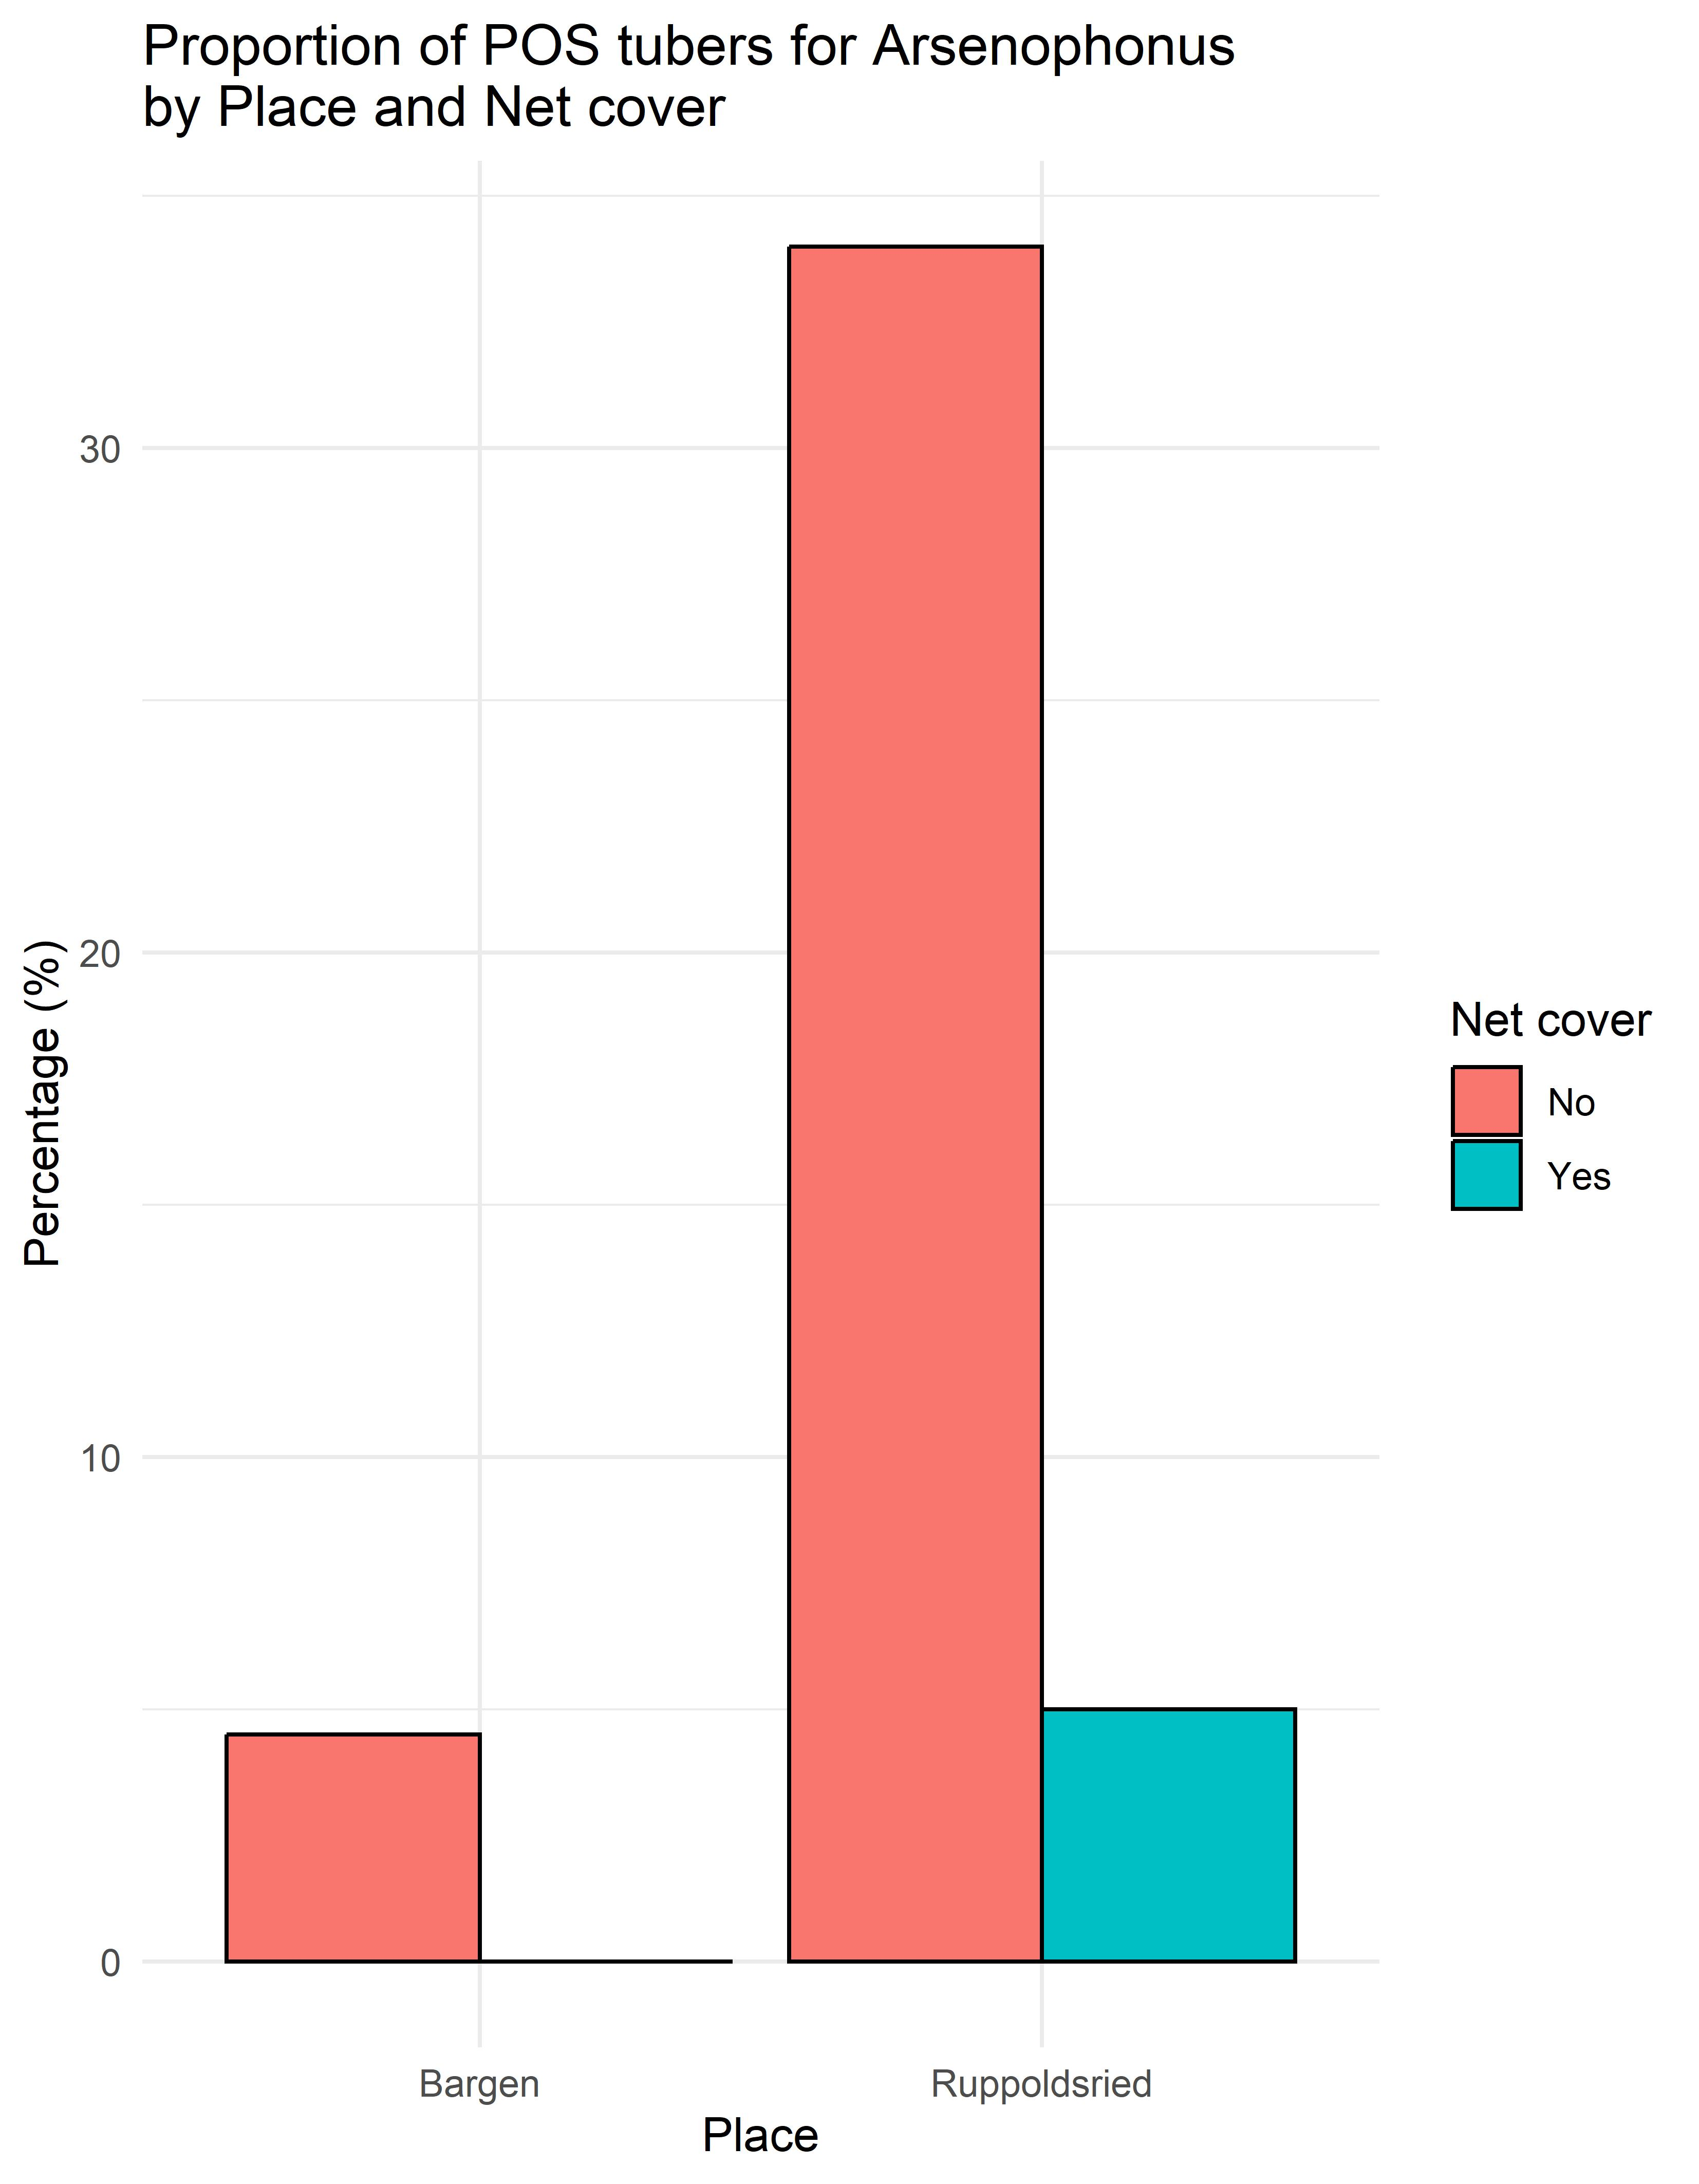 Proportion of POS tubers for Arsenophonus
by Place and Net cover
Percentage (%)
30
20
10
0
Bargen
Ruppoldsried
Place
Net cover
No
Yes